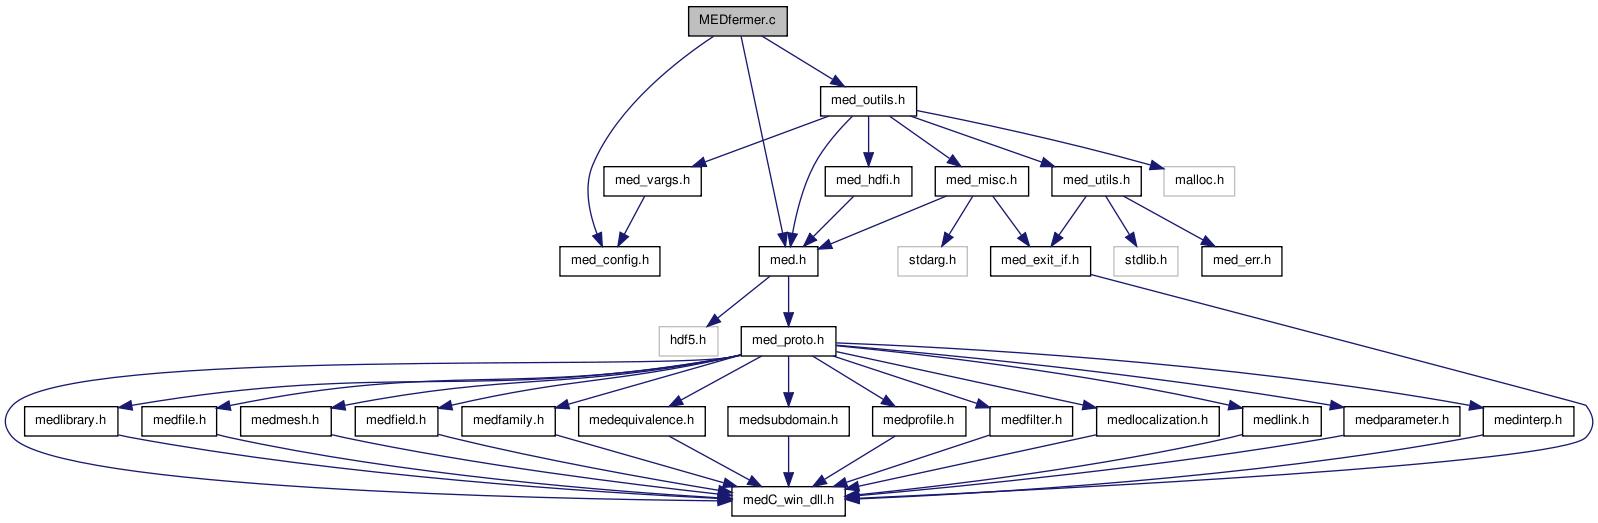 MEDfermer.c
med_outils.h
med_vargs.h
med_hdfi.h
med_misc.h
med_utils.h
malloc.h
med_config.h
med.h
stdarg.h
med_exit_if.h
stdlib.h
med_err.h
hdf5.h
med_proto.h
medlibrary.h
medfile.h
medmesh.h
medfield.h
medfamily.h
medequivalence.h
medsubdomain.h
medprofile.h
medfilter.h
medlocalization.h
medlink.h
medparameter.h
medinterp.h
medC_win_dll.h